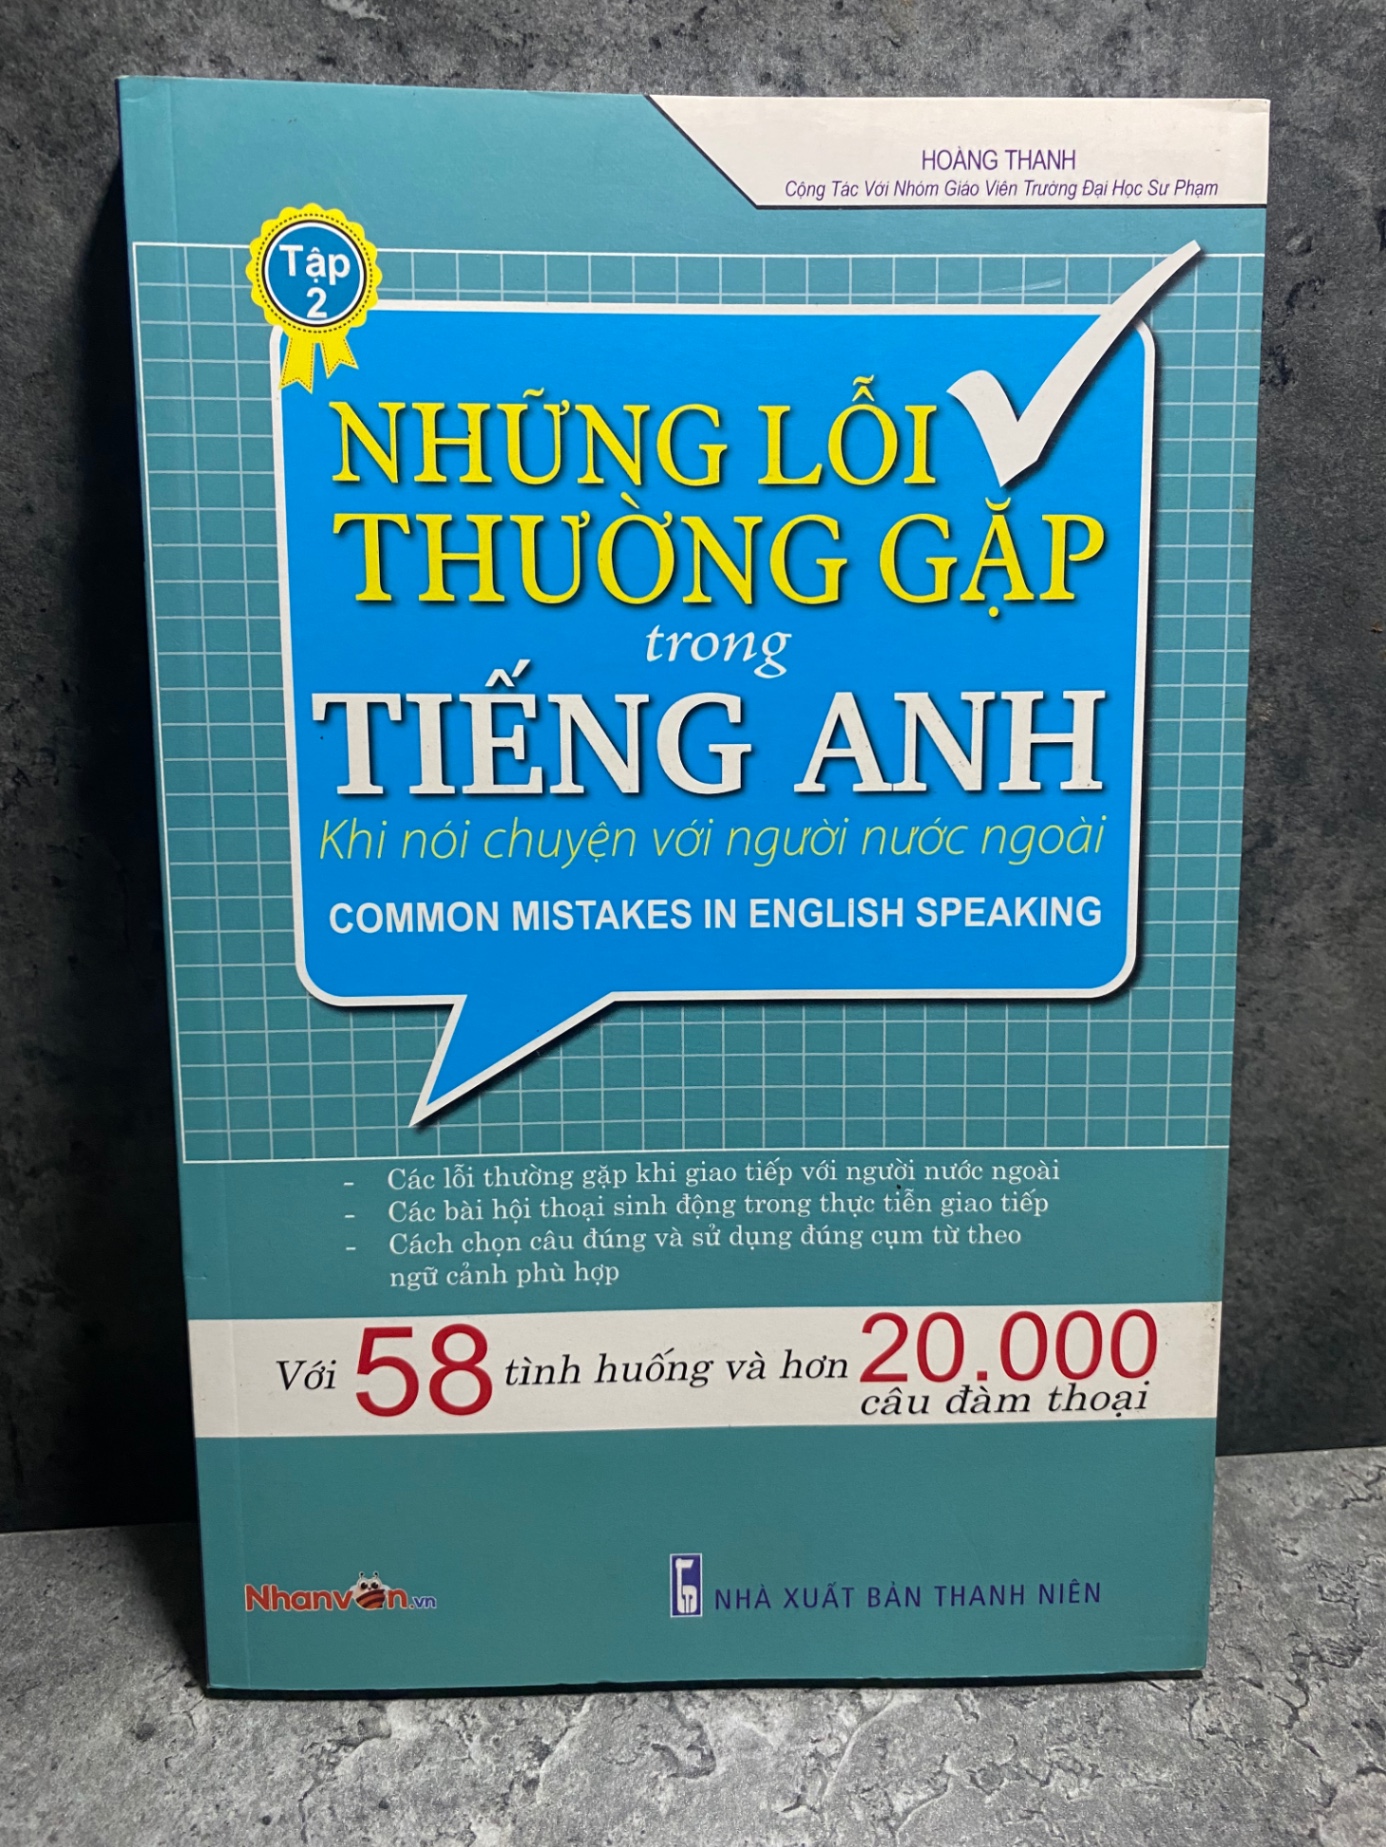 HOÀNG THANH
Cộng Tác Với Nhóm Giáo Viên Trường Đại Học Sư Phạm
Tập
2
NHỮNG LỖI
THƯỜNG GẶP
trong
TIẾNG ANH
Khi nói chuyện với người nước ngoài
COMMON MISTAKES IN ENGLISH SPEAKING
- Các lỗi thường gặp khi giao tiếp với người nước ngoài
- Các bài hội thoại sinh động trong thực tiễn giao tiếp
- Cách chọn câu đúng và sử dụng đúng cụm từ theo
ngữ cảnh phù hợp
Với 58 tình huống và hơn 20.000
câu đàm thoại
Nhanvăn.vn
NHÀ XUẤT BẢN THANH NIÊN